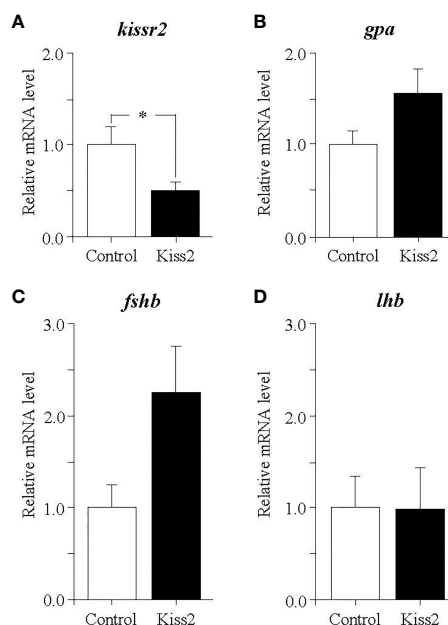 A
kissr2
Relative mRNA level
2.0
1.0
0.0
*
Control Kiss2
B
gpa
Relative mRNA level
2.0
1.0
0.0
Control Kiss2
C
fshb
Relative mRNA level
3.0
2.0
1.0
0.0
Control Kiss2
D
lhb
Relative mRNA level
3.0
2.0
1.0
0.0
Control Kiss2